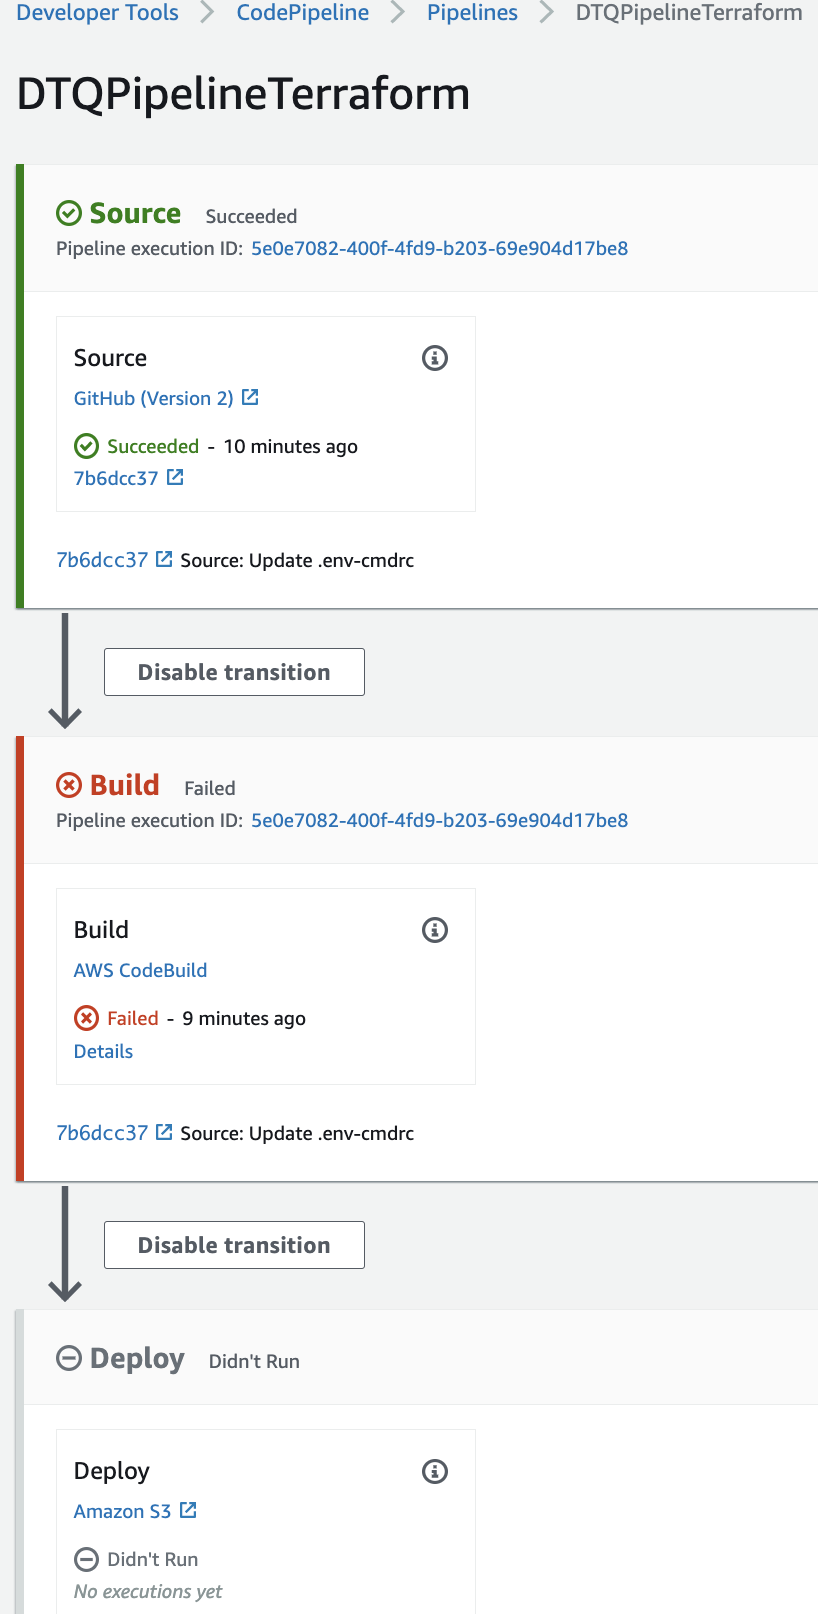 Developer Tools > CodePipeline > Pipelines > DTQPipelineTerraform
DTQPipelineTerraform
Source Succeeded
Pipeline execution ID: 5e0e7082-400f-4fd9-b203-69e904d17be8
Source
GitHub (Version 2)
Succeeded - 10 minutes ago
7b6dcc37
7b6dcc37 Source: Update .env-cmdrc
Disable transition
Build Failed
Pipeline execution ID: 5e0e7082-400f-4fd9-b203-69e904d17be8
Build
AWS CodeBuild
Failed - 9 minutes ago
Details
7b6dcc37 Source: Update .env-cmdrc
Disable transition
Deploy Didn't Run
Deploy
Amazon S3
Didn't Run
No executions yet